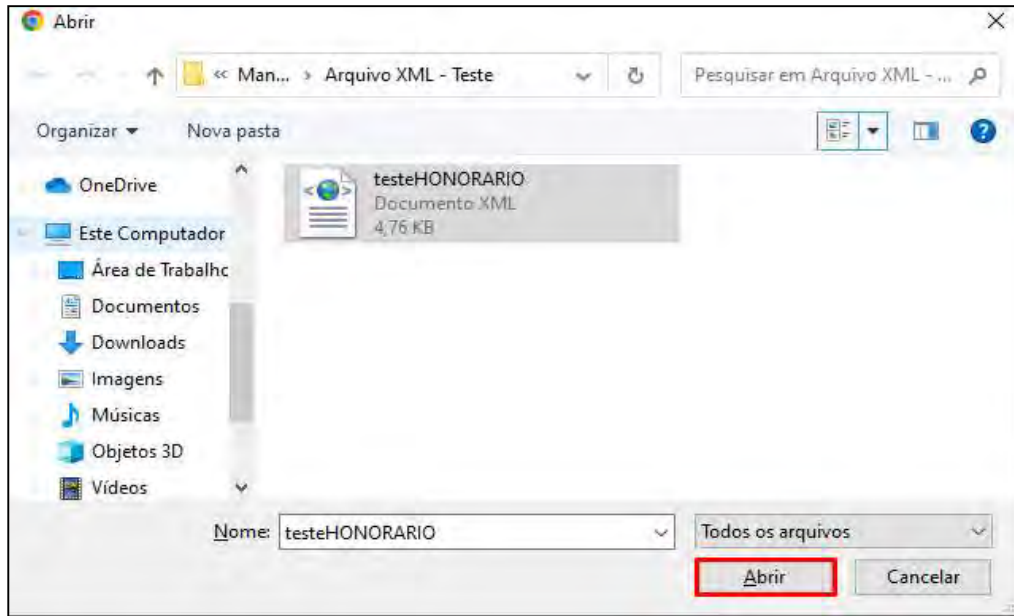 Abrir
« Man... › Arquivo XML - Teste
Pesquisar em Arquivo XML - ...
Organizar
Nova pasta
?
OneDrive
Este Computador
Área de Trabalho
Documentos
Downloads
Imagens
Músicas
Objetos 3D
Vídeos
testeHONORARIO
Documento XML
4,76 KB
Nome: testeHONORARIO
Todos os arquivos
Abrir
Cancelar